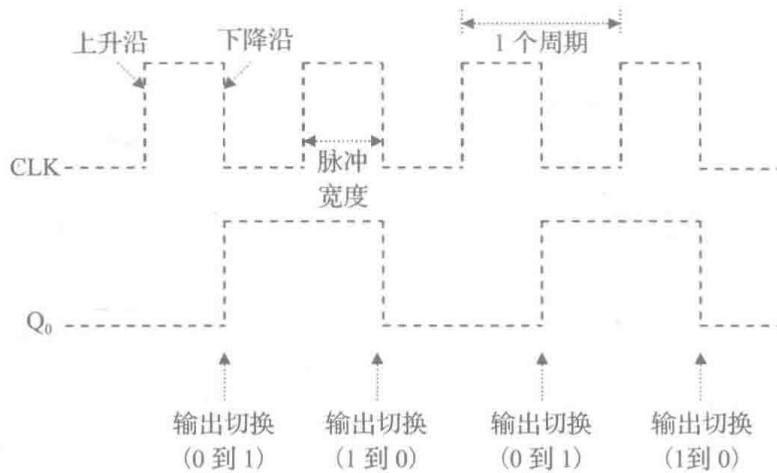 上升沿
下降沿
1 个周期
CLK
脉冲
宽度
Q₀
输出切换
(0 到 1)
输出切换
(1 到 0)
输出切换
(0 到 1)
输出切换
(1到 0)